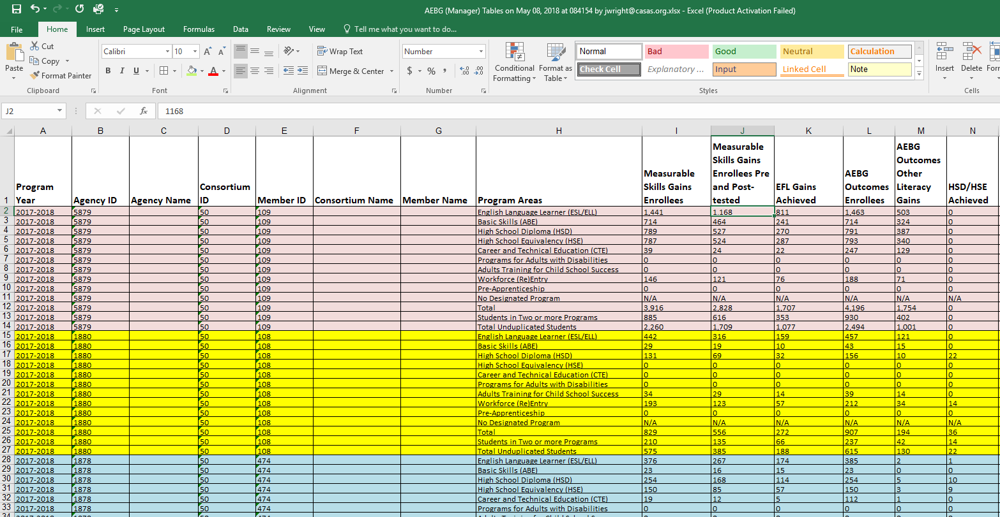 AEBG (Manager) Tables on May 08, 2018 at 084154 by jwright@casas.org.xlsx - Excel (Product Activation Failed)
File Home Insert Page Layout Formulas Data Review View Tell me what you want to do...
Paste Cut Copy Format Painter
Calibri 10 A A B I U A
Wrap Text Merge & Center
Number $ % , .00 .0
Conditional Formatting Format as Table
Normal Bad Good Neutral Calculation
Check Cell Explanatory ... Input Linked Cell Note
Insert Delete
Clipboard Font Alignment Number Styles Cells
J2 fx 1168
A B C D E F G H I J K L M N
1 Program Year Agency ID Agency Name Consortium ID Member ID Consortium Name Member Name Program Areas Measurable Skills Gains Enrollees Measurable Skills Gains Enrollees Pre and Post-tested EFL Gains Achieved AEBG Outcomes Enrollees AEBG Outcomes Other Literacy Gains HSD/HSE Achieved
2 2017-2018 5879 50 109 English Language Learner (ESL/ELL) 1,441 1,168 811 1,463 503 0
3 2017-2018 5879 50 109 Basic Skills (ABE) 714 464 241 714 324 0
4 2017-2018 5879 50 109 High School Diploma (HSD) 789 527 270 791 387 0
5 2017-2018 5879 50 109 High School Equivalency (HSE) 787 524 287 793 340 0
6 2017-2018 5879 50 109 Career and Technical Education (CTE) 39 24 22 247 129 0
7 2017-2018 5879 50 109 Programs for Adults with Disabilities 0 0 0 0 0 0
8 2017-2018 5879 50 109 Adults Training for Child School Success 0 0 0 0 0 0
9 2017-2018 5879 50 109 Workforce (Re)Entry 146 121 76 188 71 0
10 2017-2018 5879 50 109 Pre-Apprenticeship 0 0 0 0 0 0
11 2017-2018 5879 50 109 No Designated Program N/A N/A N/A N/A N/A N/A
12 2017-2018 5879 50 109 Total 3,916 2,828 1,707 4,196 1,754 0
13 2017-2018 5879 50 109 Students in Two or more Programs 885 616 353 930 402 0
14 2017-2018 5879 50 109 Total Unduplicated Students 2,260 1,709 1,077 2,494 1,001 0
15 2017-2018 1880 50 108 English Language Learner (ESL/ELL) 442 316 159 457 121 0
16 2017-2018 1880 50 108 Basic Skills (ABE) 29 19 10 43 15 0
17 2017-2018 1880 50 108 High School Diploma (HSD) 131 69 32 156 10 22
18 2017-2018 1880 50 108 High School Equivalency (HSE) 0 0 0 0 0 0
19 2017-2018 1880 50 108 Career and Technical Education (CTE) 0 0 0 0 0 0
20 2017-2018 1880 50 108 Programs for Adults with Disabilities 0 0 0 0 0 0
21 2017-2018 1880 50 108 Adults Training for Child School Success 34 29 14 39 14 0
22 2017-2018 1880 50 108 Workforce (Re)Entry 193 123 57 212 34 14
23 2017-2018 1880 50 108 Pre-Apprenticeship 0 0 0 0 0 0
24 2017-2018 1880 50 108 No Designated Program N/A N/A N/A N/A N/A N/A
25 2017-2018 1880 50 108 Total 829 556 272 907 194 36
26 2017-2018 1880 50 108 Students in Two or more Programs 210 135 66 237 42 14
27 2017-2018 1880 50 108 Total Unduplicated Students 575 385 188 615 130 22
28 2017-2018 1878 50 474 English Language Learner (ESL/ELL) 376 267 174 385 2 1
29 2017-2018 1878 50 474 Basic Skills (ABE) 23 16 15 23 0 0
30 2017-2018 1878 50 474 High School Diploma (HSD) 254 168 114 254 5 10
31 2017-2018 1878 50 474 High School Equivalency (HSE) 150 85 57 150 3 9
32 2017-2018 1878 50 474 Career and Technical Education (CTE) 19 12 5 112 1 0
33 2017-2018 1878 50 474 Programs for Adults with Disabilities 0 0 0 0 0 0